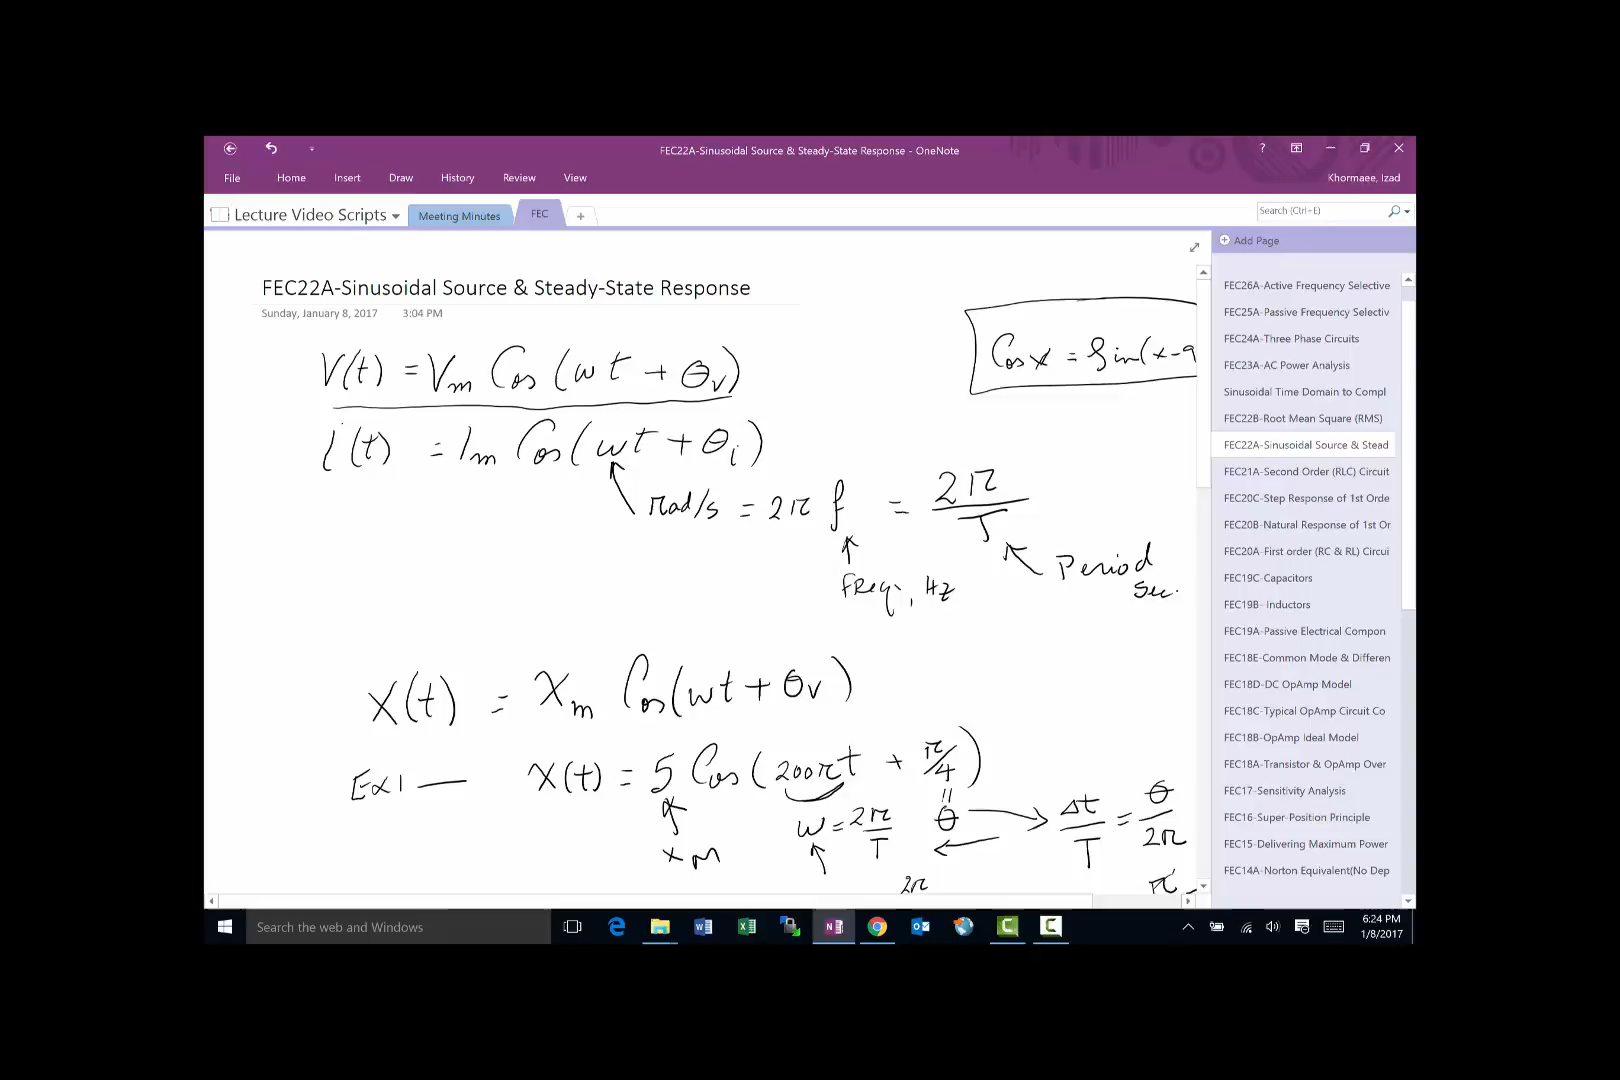 FEC22A-Sinusoidal Source & Steady-State Response - OneNote
?
File Home Insert Draw History Review View
Khormaee, Izad
Lecture Video Scripts
Meeting Minutes
FEC
+
Search (Ctrl+E)
Add Page
FEC22A-Sinusoidal Source & Steady-State Response
Sunday, January 8, 2017 3:04 PM
V(t) = Vm Cos (ωt + θv)
Cos x = Sin(x-9
i(t) = Im Cos(ωt + θi)
rad/s = 2π f = 2π/T
Freq, Hz
Period
Sec.
X(t) = Xm Cos(ωt + θv)
Ex1 — X(t) = 5 Cos(200πt + π/4)
Xm
ω = 2π/T
= θ
Δt/T = θ/2π
2π
π
FEC26A-Active Frequency Selective
FEC25A-Passive Frequency Selectiv
FEC24A-Three Phase Circuits
FEC23A-AC Power Analysis
Sinusoidal Time Domain to Compl
FEC22B-Root Mean Square (RMS)
FEC22A-Sinusoidal Source & Stead
FEC21A-Second Order (RLC) Circuit
FEC20C-Step Response of 1st Orde
FEC20B-Natural Response of 1st Or
FEC20A-First order (RC & RL) Circui
FEC19C-Capacitors
FEC19B- Inductors
FEC19A-Passive Electrical Compon
FEC18E-Common Mode & Differen
FEC18D-DC OpAmp Model
FEC18C-Typical OpAmp Circuit Co
FEC18B-OpAmp Ideal Model
FEC18A-Transistor & OpAmp Over
FEC17-Sensitivity Analysis
FEC16-Super-Position Principle
FEC15-Delivering Maximum Power
FEC14A-Norton Equivalent(No Dep
Search the web and Windows
6:24 PM
1/8/2017